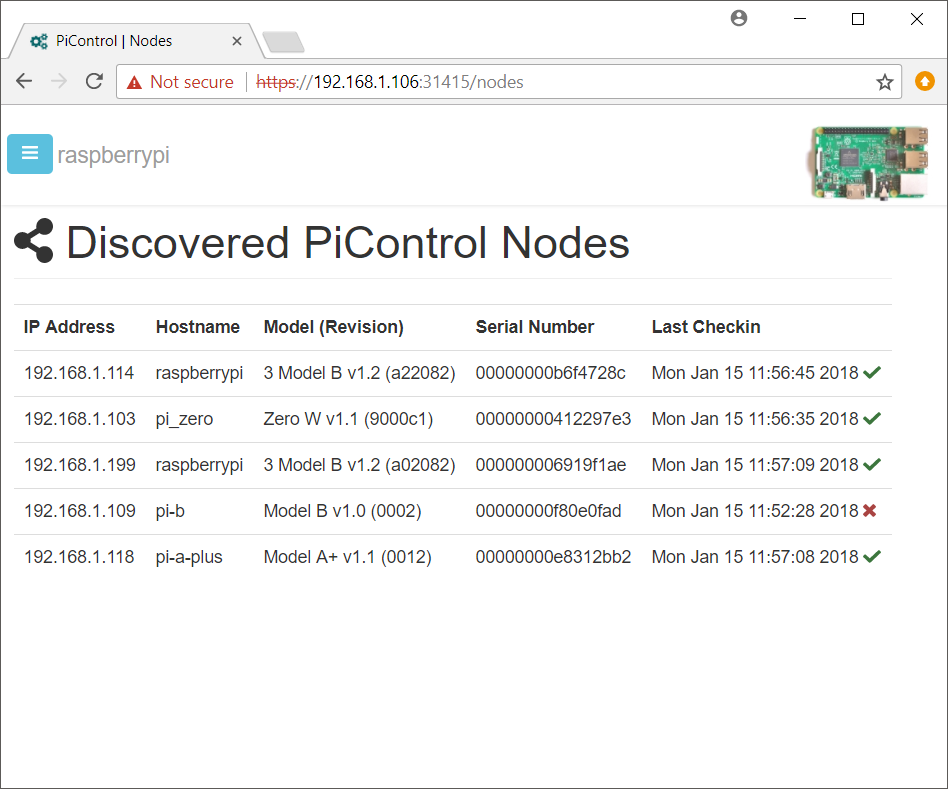 PiControl | Nodes
Not secure | https://192.168.1.106:31415/nodes
raspberrypi
Discovered PiControl Nodes
IP Address Hostname Model (Revision) Serial Number Last Checkin
192.168.1.114 raspberrypi 3 Model B v1.2 (a22082) 00000000b6f4728c Mon Jan 15 11:56:45 2018
192.168.1.103 pi_zero Zero W v1.1 (9000c1) 00000000412297e3 Mon Jan 15 11:56:35 2018
192.168.1.199 raspberrypi 3 Model B v1.2 (a02082) 000000006919f1ae Mon Jan 15 11:57:09 2018
192.168.1.109 pi-b Model B v1.0 (0002) 00000000f80e0fad Mon Jan 15 11:52:28 2018
192.168.1.118 pi-a-plus Model A+ v1.1 (0012) 00000000e8312bb2 Mon Jan 15 11:57:08 2018